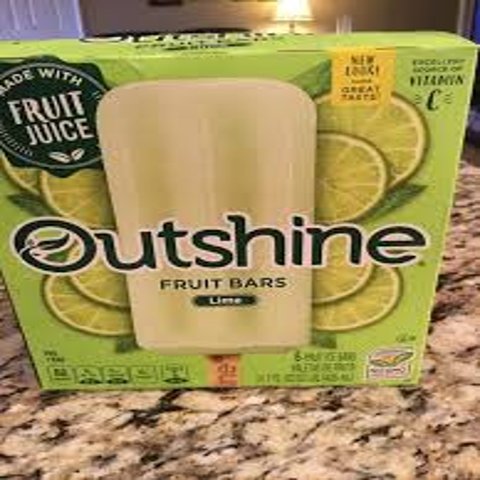 MADE WITH
FRUIT
JUICE
NEW
LOOK!
SAME
GREAT
TASTE!
EXCELLENT
SOURCE OF
VITAMIN
C
Outshine
FRUIT BARS
Lime